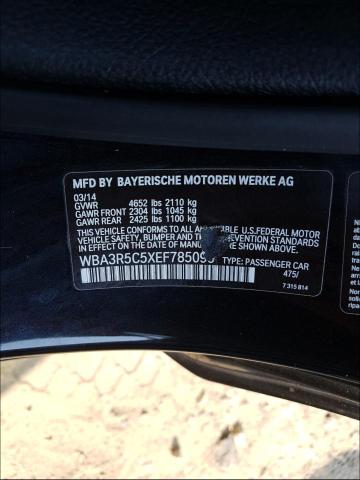 MFD BY BAYERISCHE MOTOREN WERKE AG
03/14
GVWR 4652 lbs 2110 kg
GAWR FRONT 2304 lbs 1045 kg
GAWR REAR 2425 lbs 1100 kg
THIS VEHICLE CONFORMS TO ALL U.S.FEDERAL MOTOR
VEHICLE SAFETY, BUMPER AND THEFT PREVENTION STANDARDS
IN EFFECT ON THE DATE OF MANUFACTURE SHOWN ABOVE.
WBA3R5C5XEF78509 TYPE: PASSENGER CAR
475/
7 315 814